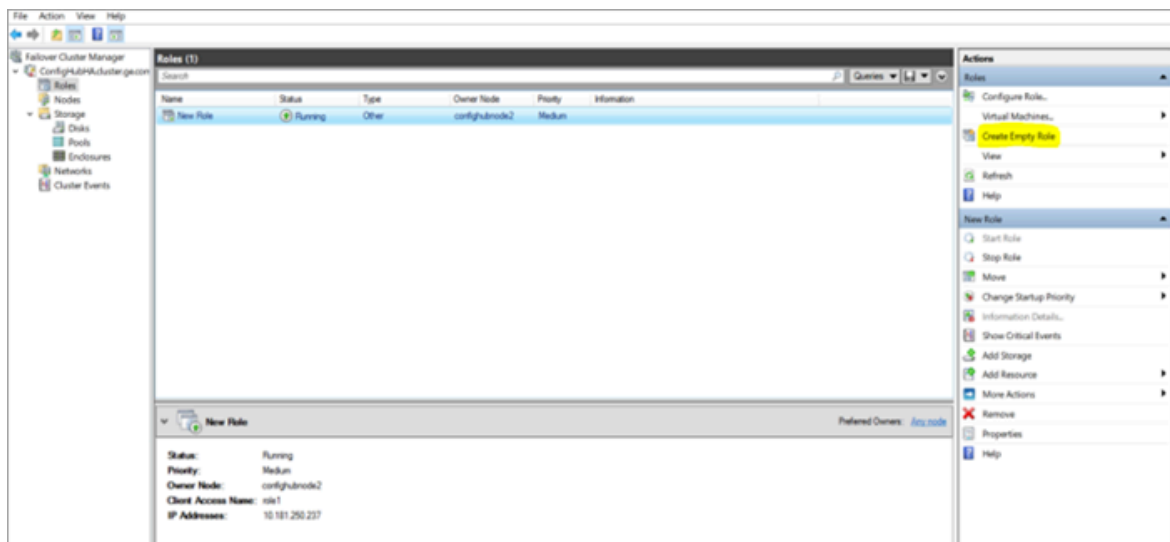 File Action View Help
Failover Cluster Manager
ConfigHubHA.cluster.ge.com
Roles
Nodes
Storage
Disks
Pools
Enclosures
Networks
Cluster Events
Roles (1)
Search
Queries
Name Status Type Owner Node Priority Information
New Role Running Other confighubnode2 Medium
New Role Preferred Owners: Any node
Status: Running
Priority: Medium
Owner Node: confighubnode2
Client Access Name: role1
IP Addresses: 10.181.250.237
Actions
Roles
Configure Role...
Virtual Machines...
Create Empty Role
View
Refresh
Help
New Role
Start Role
Stop Role
Move
Change Startup Priority
Information Details...
Show Critical Events
Add Storage
Add Resource
More Actions
Remove
Properties
Help